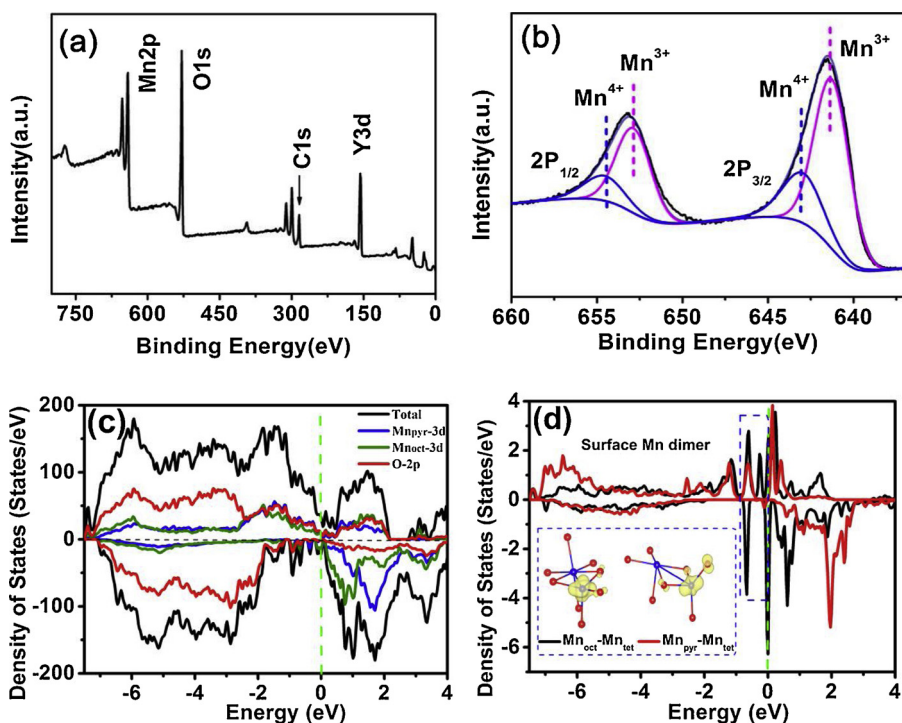 (a)
Mn2p
O1s
C1s
Y3d
Intensity(a.u.)
750 600 450 300 150 0
Binding Energy(eV)
(b)
Mn3+
Mn3+
Mn4+
Mn4+
2P1/2
2P3/2
Intensity(a.u.)
660 655 650 645 640
Binding Energy(eV)
(c)
Total
Mnpyr-3d
Mnoct-3d
O-2p
Density of States (States/eV)
200
100
0
-100
-200
-6 -4 -2 0 2 4
Energy (eV)
(d)
Surface Mn dimer
Mnoct-Mntet
Mnpyr-Mntet
Density of States (States/eV)
4
2
0
-2
-4
-6
-6 -4 -2 0 2 4
Energy (eV)